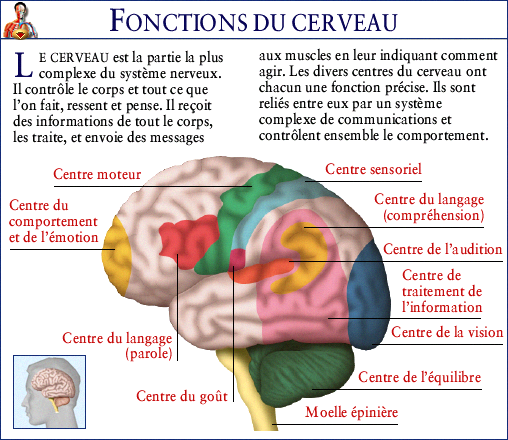 FONCTIONS DU CERVEAU
LE CERVEAU est la partie la plus
complexe du système nerveux.
Il contrôle le corps et tout ce que
l'on fait, ressent et pense. Il reçoit
des informations de tout le corps,
les traite, et envoie des messages
aux muscles en leur indiquant comment
agir. Les divers centres du cerveau ont
chacun une fonction précise. Ils sont
reliés entre eux par un système
complexe de communications et
contrôlent ensemble le comportement.
Centre moteur
Centre sensoriel
Centre du
comportement
et de l'émotion
Centre du langage
(compréhension)
Centre de l'audition
Centre de
traitement de
l'information
Centre de la vision
Centre du langage
(parole)
Centre du goût
Centre de l'équilibre
Moelle épinière